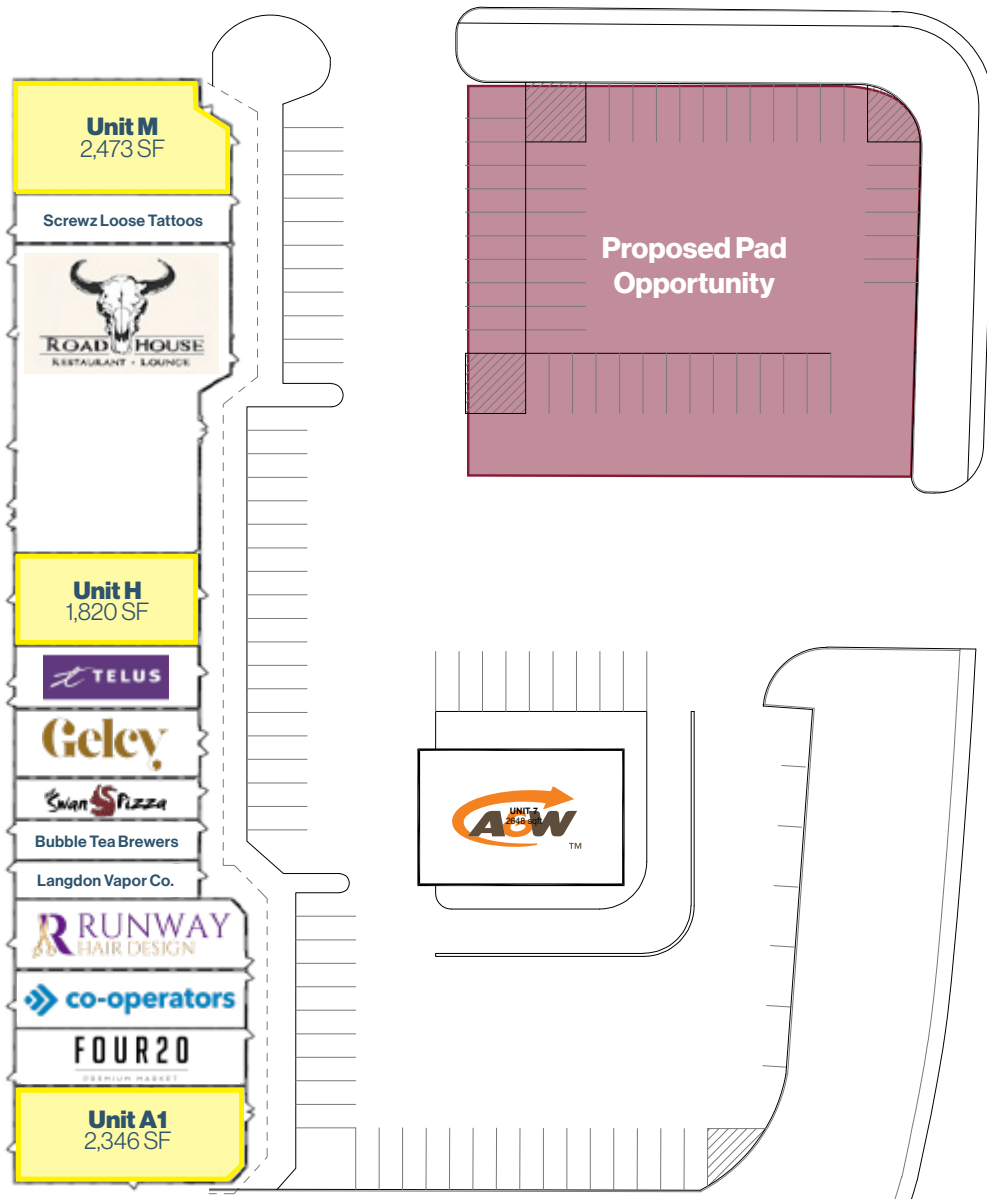 Unit M
2,473 SF
Screwz Loose Tattoos
ROAD HOUSE
RESTAURANT • LOUNGE
Proposed Pad
Opportunity
Unit H
1,820 SF
TELUS
Geley
Swan Pizza
Bubble Tea Brewers
Langdon Vapor Co.
R RUNWAY
HAIR DESIGN
co-operators
FOUR20
PREMIUM MARKET
Unit A1
2,346 SF
A&W
UNIT 7
2648 sqft
TM